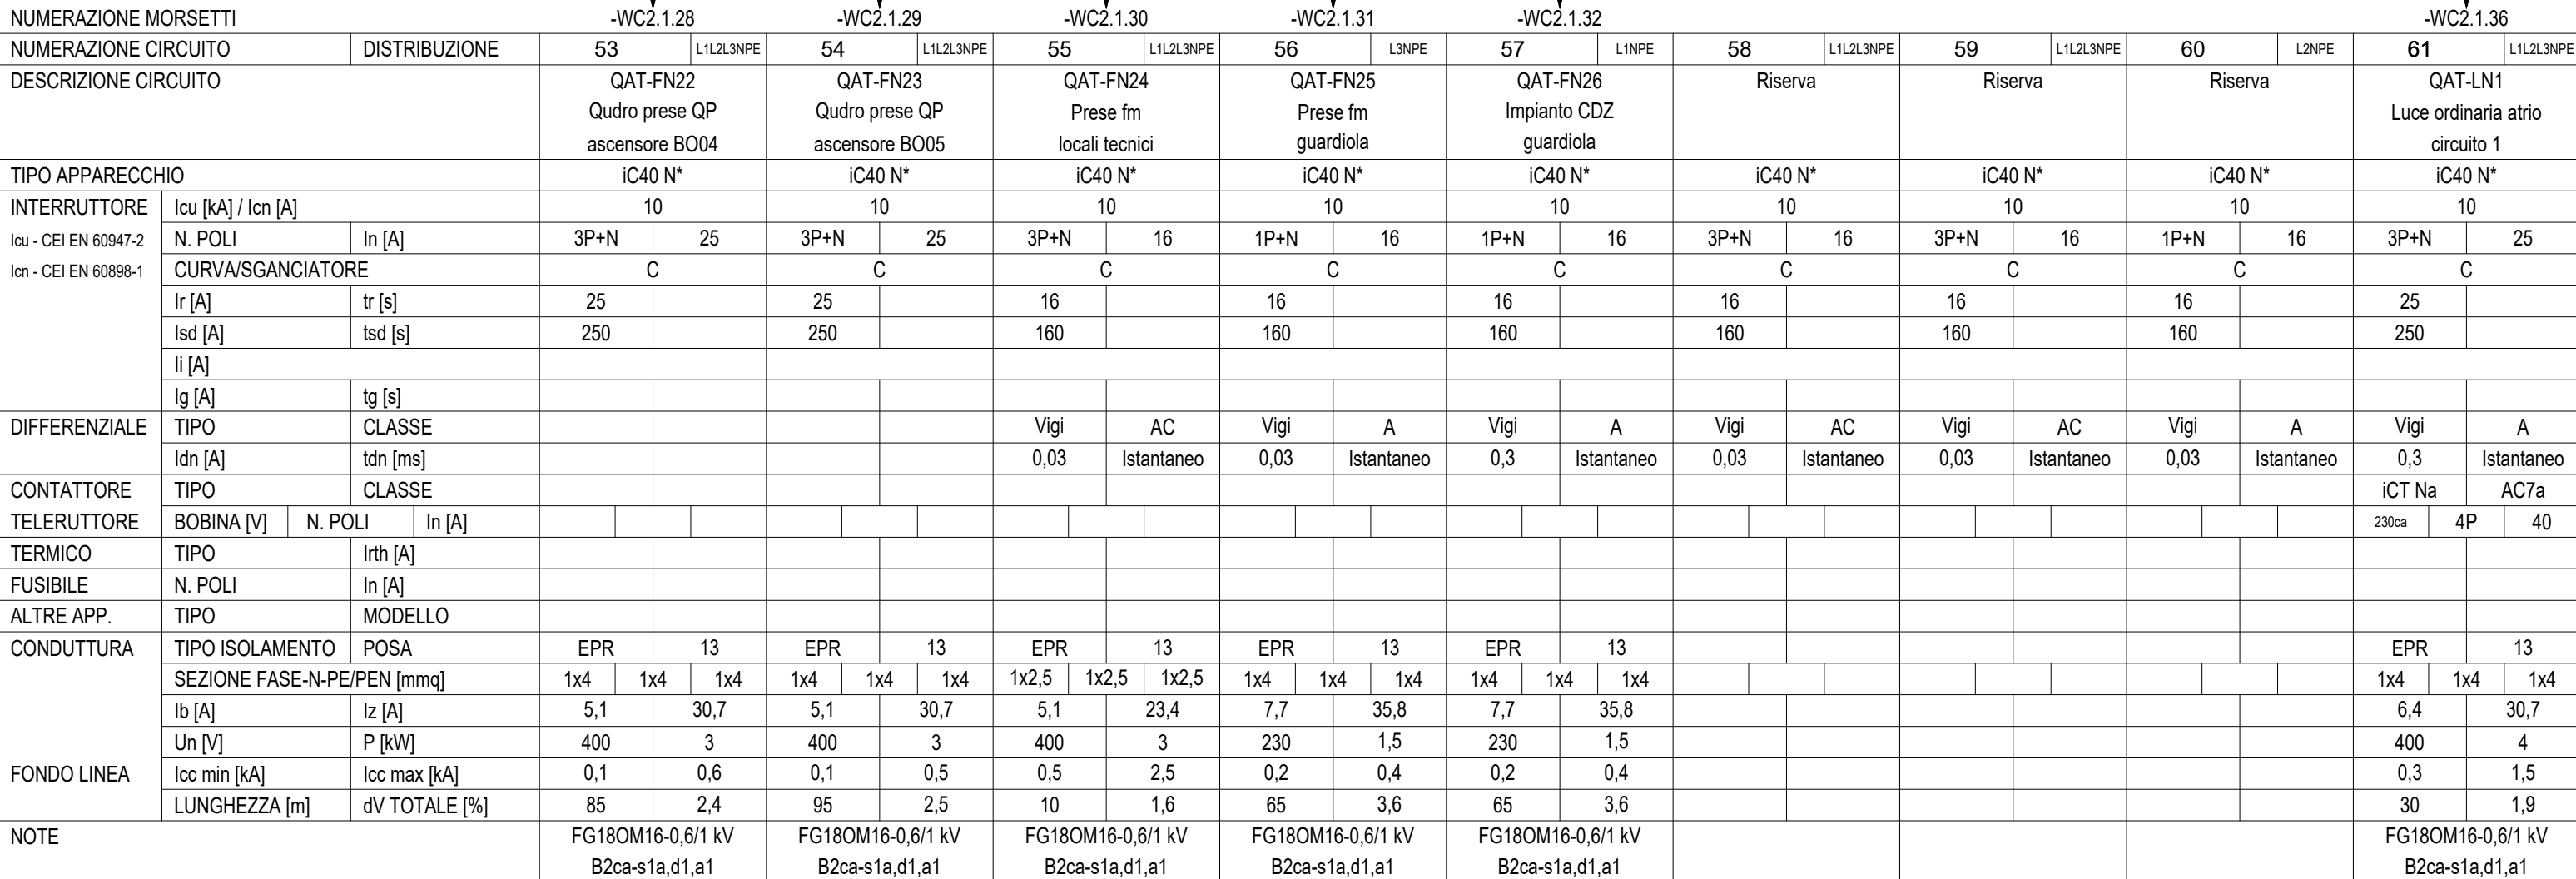 NUMERAZIONE MORSETTI -WC2.1.28 -WC2.1.29 -WC2.1.30 -WC2.1.31 -WC2.1.32 -WC2.1.36
NUMERAZIONE CIRCUITO DISTRIBUZIONE 53 L1L2L3NPE 54 L1L2L3NPE 55 L1L2L3NPE 56 L3NPE 57 L1NPE 58 L1L2L3NPE 59 L1L2L3NPE 60 L2NPE 61 L1L2L3NPE
DESCRIZIONE CIRCUITO QAT-FN22 QAT-FN23 QAT-FN24 QAT-FN25 QAT-FN26 Riserva Riserva Riserva QAT-LN1
Qudro prese QP Qudro prese QP Prese fm Prese fm Impianto CDZ Luce ordinaria atrio
ascensore BO04 ascensore BO05 locali tecnici guardiola guardiola circuito 1
TIPO APPARECCHIO iC40 N* iC40 N* iC40 N* iC40 N* iC40 N* iC40 N* iC40 N* iC40 N* iC40 N*
INTERRUTTORE Icu [kA] / Icn [A] 10 10 10 10 10 10 10 10 10
Icu - CEI EN 60947-2 N. POLI In [A] 3P+N 25 3P+N 25 3P+N 16 1P+N 16 1P+N 16 3P+N 16 3P+N 16 1P+N 16 3P+N 25
Icn - CEI EN 60898-1 CURVA/SGANCIATORE C C C C C C C C C
Ir [A] tr [s] 25 25 16 16 16 16 16 16 25
Isd [A] tsd [s] 250 250 160 160 160 160 160 160 250
Ii [A]
Ig [A] tg [s]
DIFFERENZIALE TIPO CLASSE Vigi AC Vigi A Vigi A Vigi AC Vigi AC Vigi A Vigi A
Idn [A] tdn [ms] 0,03 Istantaneo 0,03 Istantaneo 0,3 Istantaneo 0,03 Istantaneo 0,03 Istantaneo 0,03 Istantaneo 0,3 Istantaneo
CONTATTORE TIPO CLASSE iCT Na AC7a
TELERUTTORE BOBINA [V] N. POLI In [A] 230ca 4P 40
TERMICO TIPO Irth [A]
FUSIBILE N. POLI In [A]
ALTRE APP. TIPO MODELLO
CONDUTTURA TIPO ISOLAMENTO POSA EPR 13 EPR 13 EPR 13 EPR 13 EPR 13 EPR 13
SEZIONE FASE-N-PE/PEN [mmq] 1x4 1x4 1x4 1x4 1x4 1x4 1x2,5 1x2,5 1x2,5 1x4 1x4 1x4 1x4 1x4 1x4 1x4 1x4 1x4
Ib [A] Iz [A] 5,1 30,7 5,1 30,7 5,1 23,4 7,7 35,8 7,7 35,8 6,4 30,7
Un [V] P [kW] 400 3 400 3 400 3 230 1,5 230 1,5 400 4
FONDO LINEA Icc min [kA] Icc max [kA] 0,1 0,6 0,1 0,5 0,5 2,5 0,2 0,4 0,2 0,4 0,3 1,5
LUNGHEZZA [m] dV TOTALE [%] 85 2,4 95 2,5 10 1,6 65 3,6 65 3,6 30 1,9
NOTE FG18OM16-0,6/1 kV FG18OM16-0,6/1 kV FG18OM16-0,6/1 kV FG18OM16-0,6/1 kV FG18OM16-0,6/1 kV FG18OM16-0,6/1 kV
B2ca-s1a,d1,a1 B2ca-s1a,d1,a1 B2ca-s1a,d1,a1 B2ca-s1a,d1,a1 B2ca-s1a,d1,a1 B2ca-s1a,d1,a1